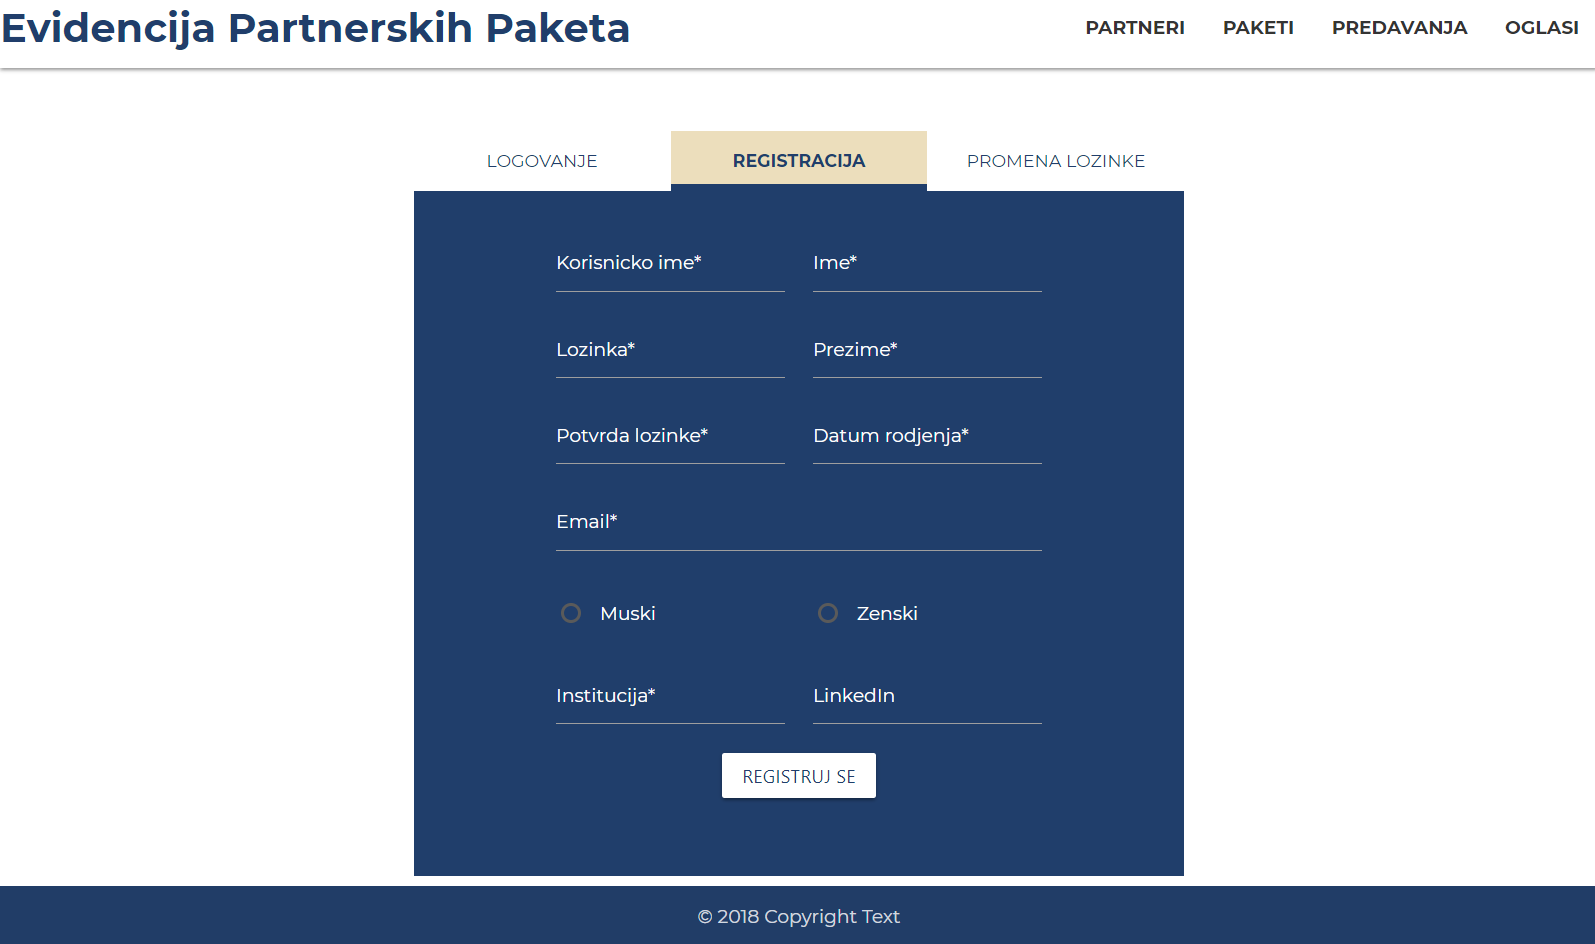 Evidencija Partnerskih Paketa PARTNERI PAKETI PREDAVANJA OGLASI
LOGOVANJE REGISTRACIJA PROMENA LOZINKE
Korisnicko ime* Ime*
Lozinka* Prezime*
Potvrda lozinke* Datum rodjenja*
Email*
Muski Zenski
Institucija* LinkedIn
REGISTRUJ SE
© 2018 Copyright Text